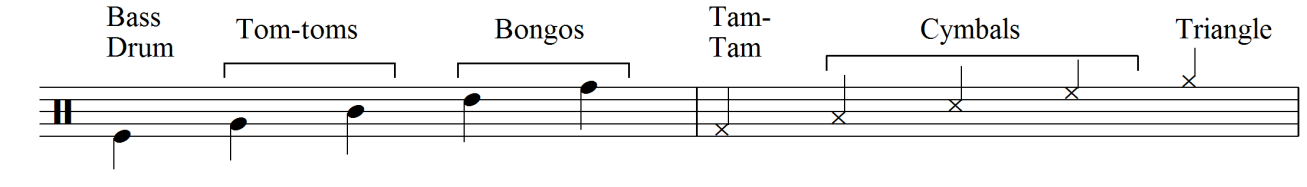 Bass
Drum
Tom-toms
Bongos
Tam-
Tam
Cymbals
Triangle